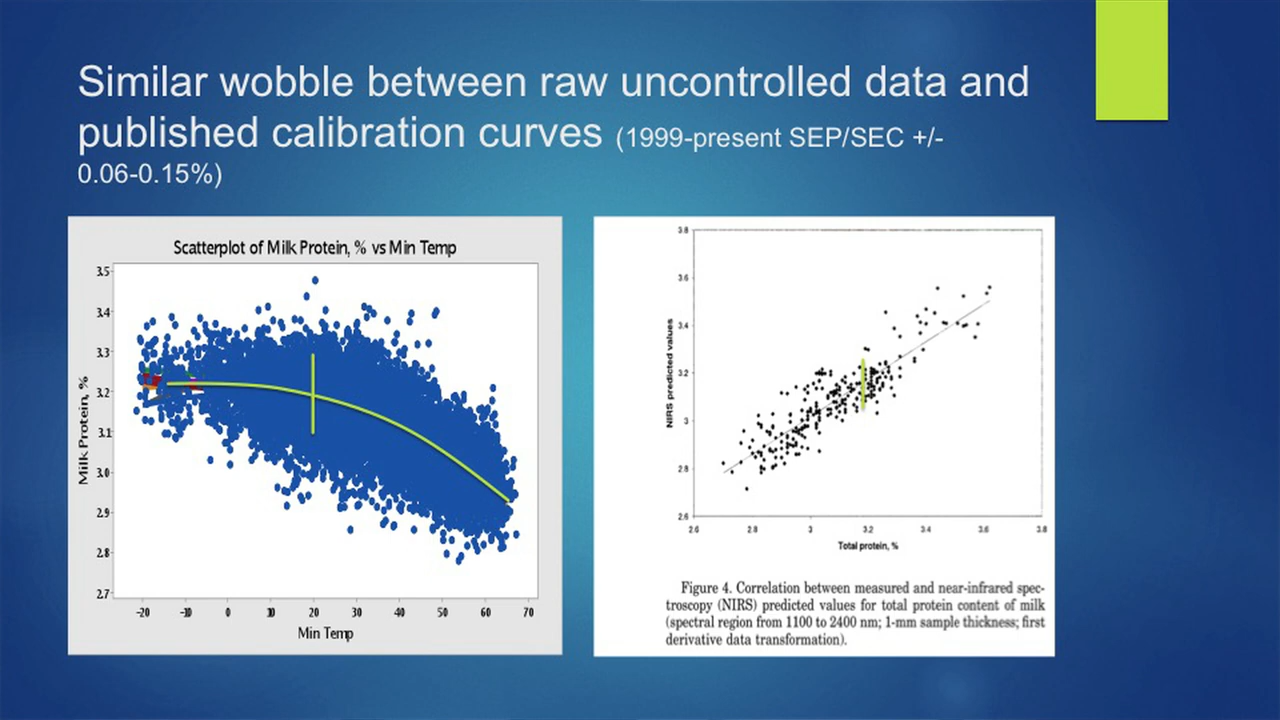 Similar wobble between raw uncontrolled data and
published calibration curves (1999-present SEP/SEC +/-
0.06-0.15%)
Scatterplot of Milk Protein, % vs Min Temp
3.5
3.4
3.3
3.2
3.1
3.0
2.9
2.8
2.7
Milk Protein, %
-20 -10 0 10 20 30 40 50 60 70
Min Temp
3.8
3.6
3.4
3.2
3
2.8
2.6
NIRS predicted values
2.6 2.8 3 3.2 3.4 3.6 3.8
Total protein, %
Figure 4. Correlation between measured and near-infrared spec-
troscopy (NIRS) predicted values for total protein content of milk
(spectral region from 1100 to 2400 nm; 1-mm sample thickness; first
derivative data transformation).